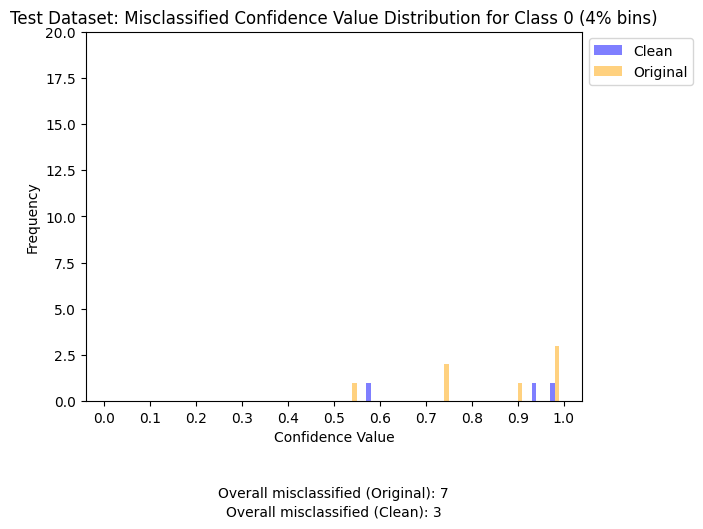 Test Dataset: Misclassified Confidence Value Distribution for Class 0 (4% bins)
Clean
Original
Frequency
20.0
17.5
15.0
12.5
10.0
7.5
5.0
2.5
0.0
0.0 0.1 0.2 0.3 0.4 0.5 0.6 0.7 0.8 0.9 1.0
Confidence Value
Overall misclassified (Original): 7
Overall misclassified (Clean): 3